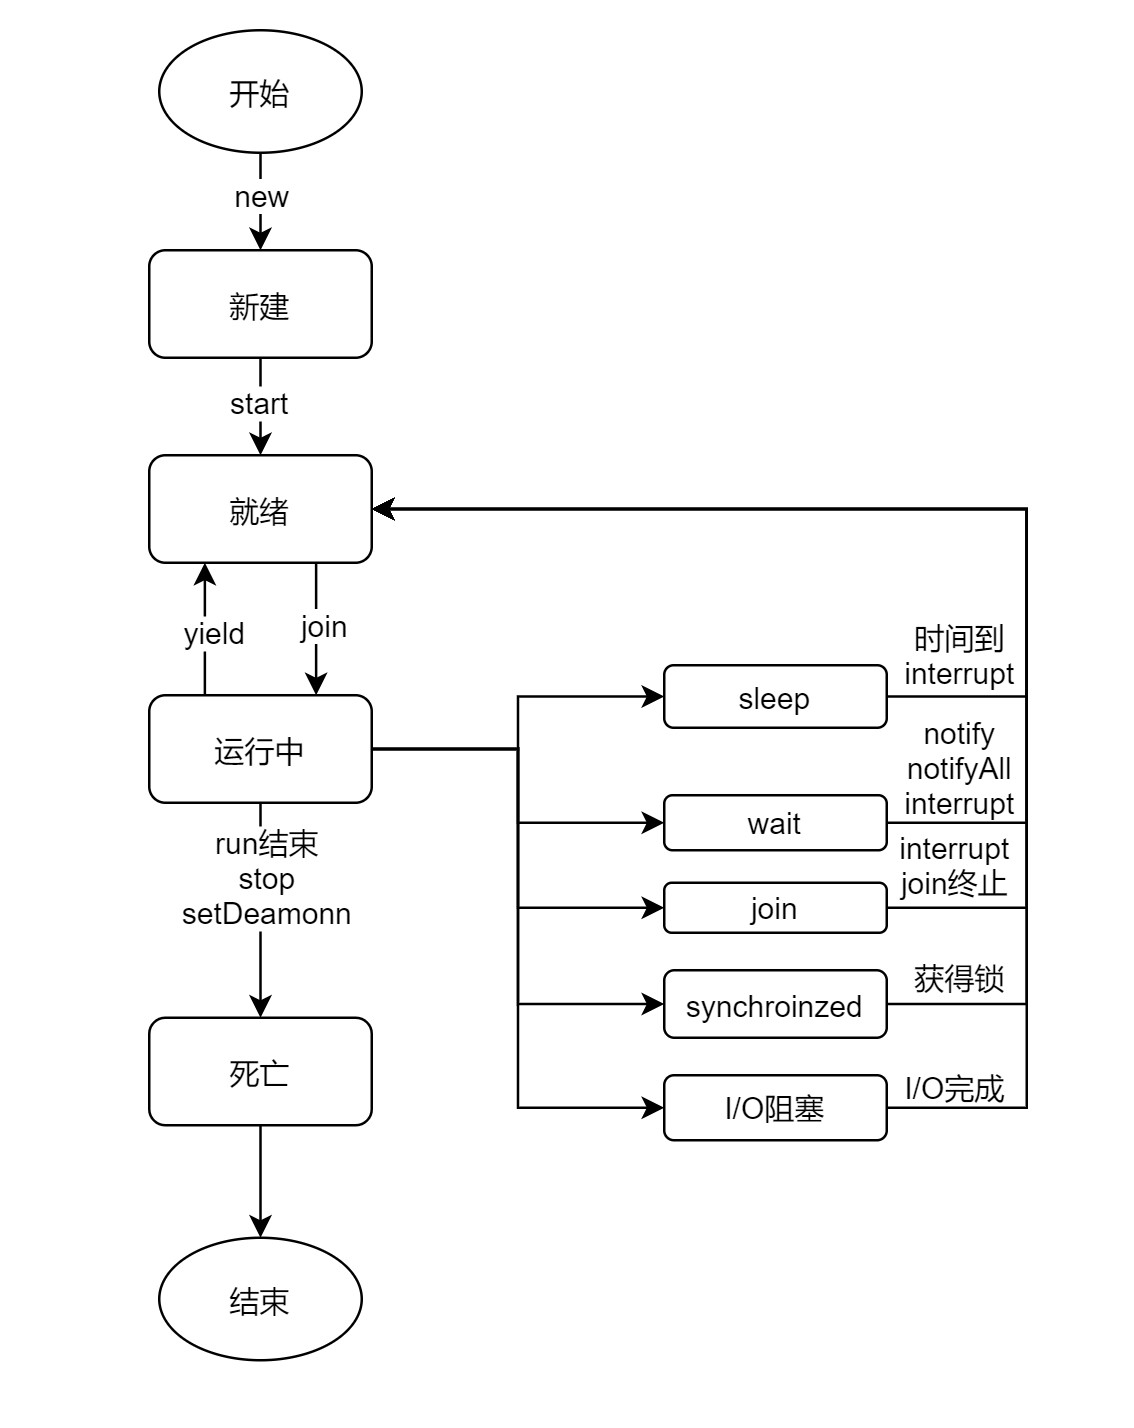 开始
new
新建
start
就绪
yield
join
运行中
run结束
stop
setDeamonn
死亡
结束
sleep
时间到
interrupt
wait
notify
notifyAll
interrupt
join
interrupt
join终止
synchroinzed
获得锁
I/O阻塞
I/O完成